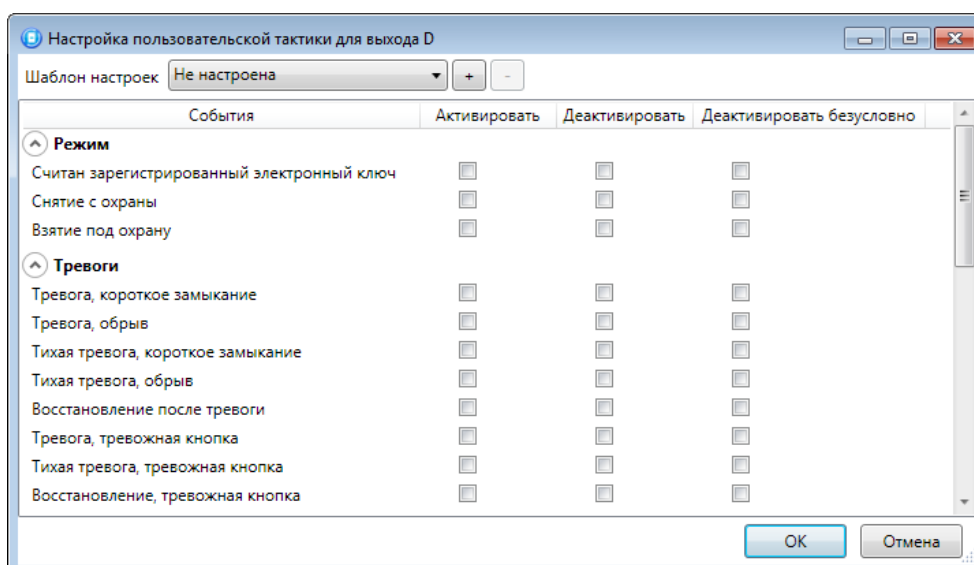 Настройка пользовательской тактики для выхода D
Шаблон настроек Не настроена + -
События Активировать Деактивировать Деактивировать безусловно
Режим
Считан зарегистрированный электронный ключ
Снятие с охраны
Взятие под охрану
Тревоги
Тревога, короткое замыкание
Тревога, обрыв
Тихая тревога, короткое замыкание
Тихая тревога, обрыв
Восстановление после тревоги
Тревога, тревожная кнопка
Тихая тревога, тревожная кнопка
Восстановление, тревожная кнопка
OK Отмена